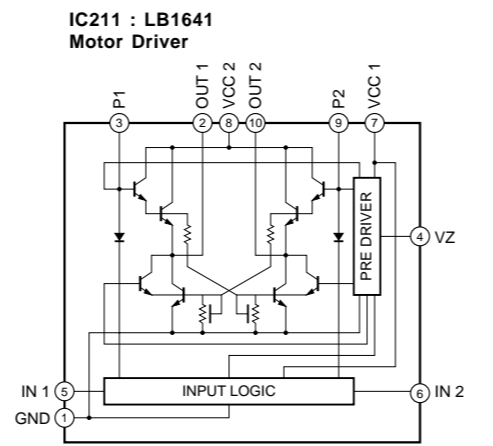 IC211 : LB1641
Motor Driver
P1
OUT 1
VCC 2
OUT 2
P2
VCC 1
3
2
8
10
9
7
PRE DRIVER
4 VZ
IN 1 5
INPUT LOGIC
6 IN 2
GND 1